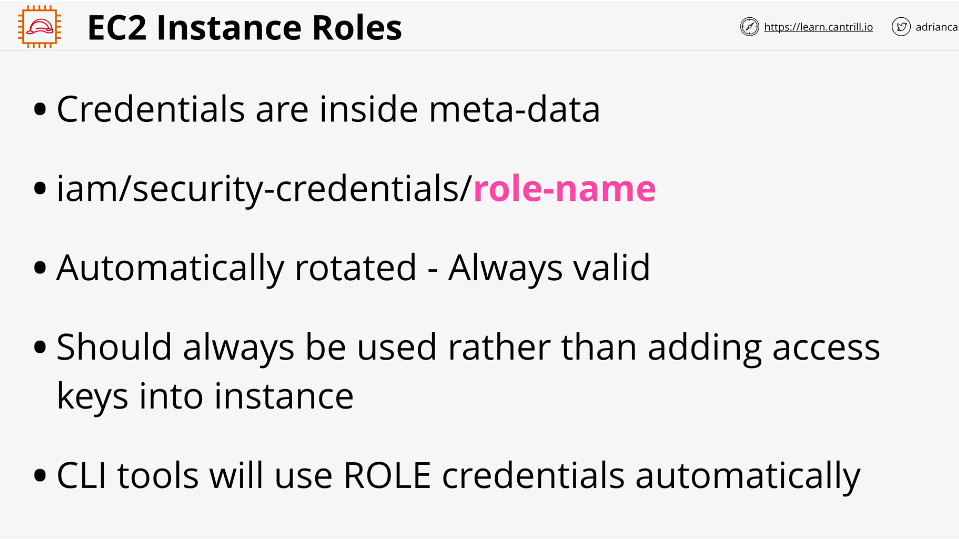 EC2 Instance Roles
https://learn.cantrill.io
adrianca
• Credentials are inside meta-data
• iam/security-credentials/role-name
• Automatically rotated - Always valid
• Should always be used rather than adding access
keys into instance
• CLI tools will use ROLE credentials automatically